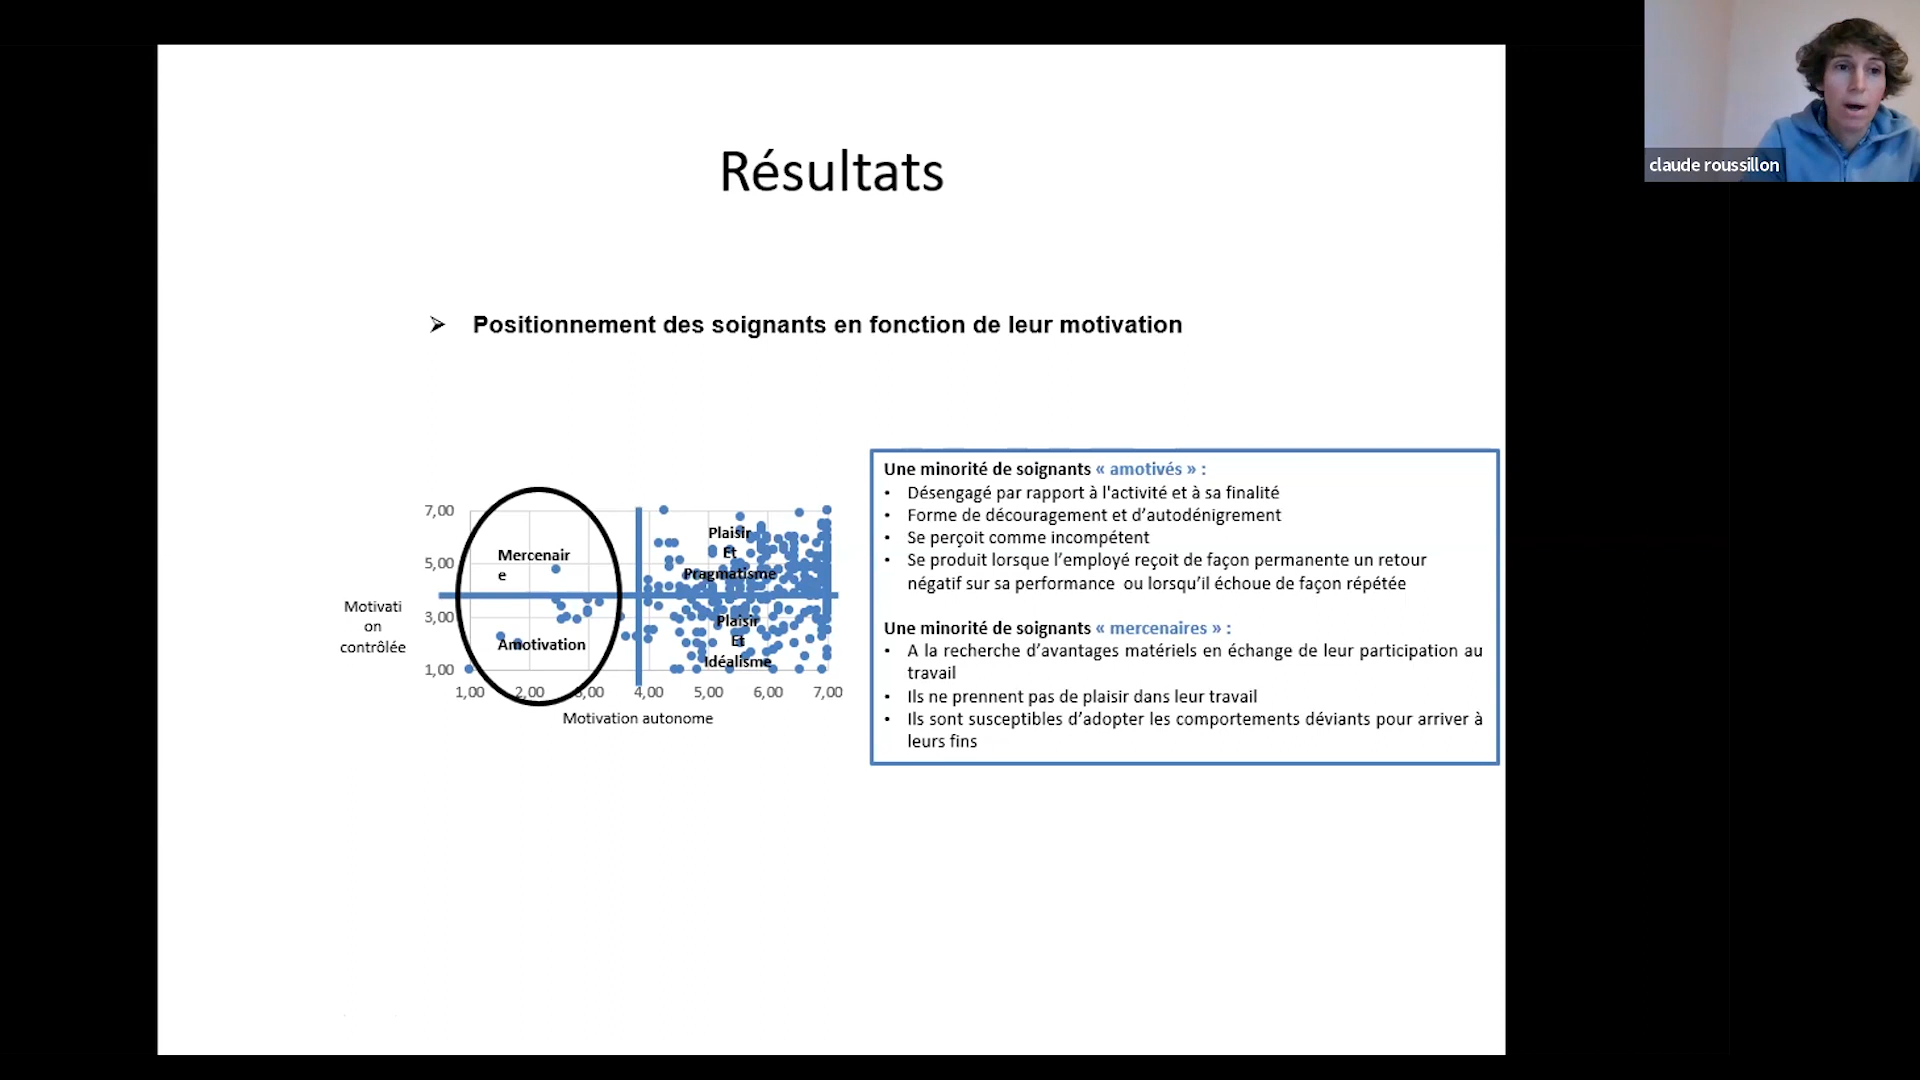 claude roussillon
Résultats
➢ Positionnement des soignants en fonction de leur motivation
7,00
5,00
3,00
1,00
Motivati
on
contrôlée
Mercenair
e
Amotivation
Plaisir
Et
Pragmatisme
Plaisir
Et
Idéalisme
1,00 2,00 3,00 4,00 5,00 6,00 7,00
Motivation autonome
Une minorité de soignants « amotivés » :
• Désengagé par rapport à l'activité et à sa finalité
• Forme de découragement et d’autodénigrement
• Se perçoit comme incompétent
• Se produit lorsque l’employé reçoit de façon permanente un retour
négatif sur sa performance ou lorsqu’il échoue de façon répétée
Une minorité de soignants « mercenaires » :
• A la recherche d’avantages matériels en échange de leur participation au
travail
• Ils ne prennent pas de plaisir dans leur travail
• Ils sont susceptibles d’adopter les comportements déviants pour arriver à
leurs fins